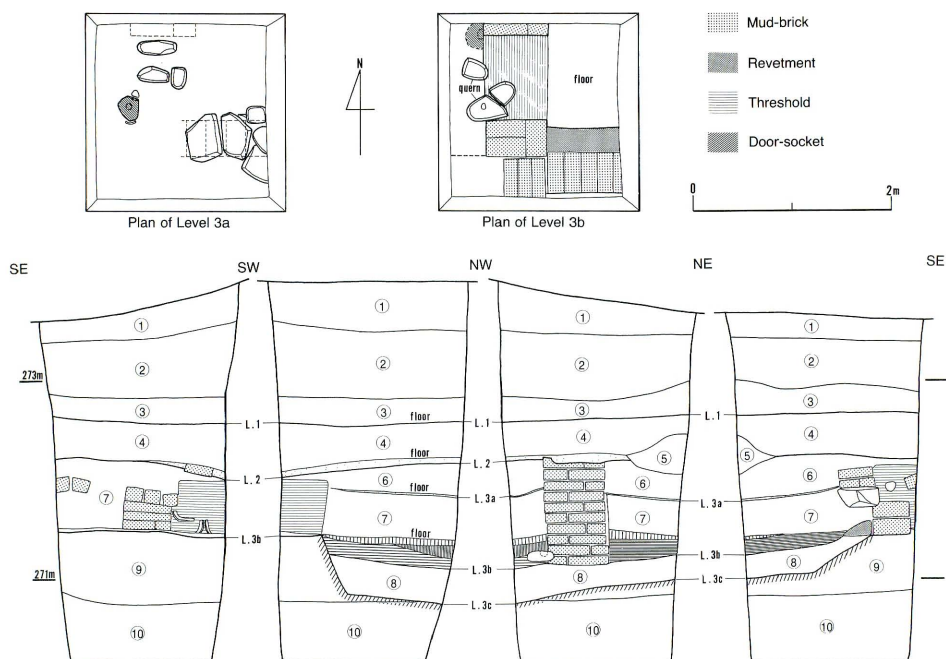 N
quern
floor
Plan of Level 3a
Plan of Level 3b
Mud-brick
Revetment
Threshold
Door-socket
0 2m
SE SW NW NE SE
273m
271m
① ② ③ ④ ⑦ ⑨ ⑩
L.1
L.2
L.3b
① ② ③ floor ④ floor ⑥ floor ⑦ floor ⑧ ⑩
L.1
L.2
L.3a
L.3b
L.3c
① ② ③ ④ ⑤ ⑥ ⑦ ⑧ ⑩
L.1
L.3a
L.3b
L.3c
① ② ③ ④ ⑤ ⑥ ⑦ ⑧ ⑨ ⑩